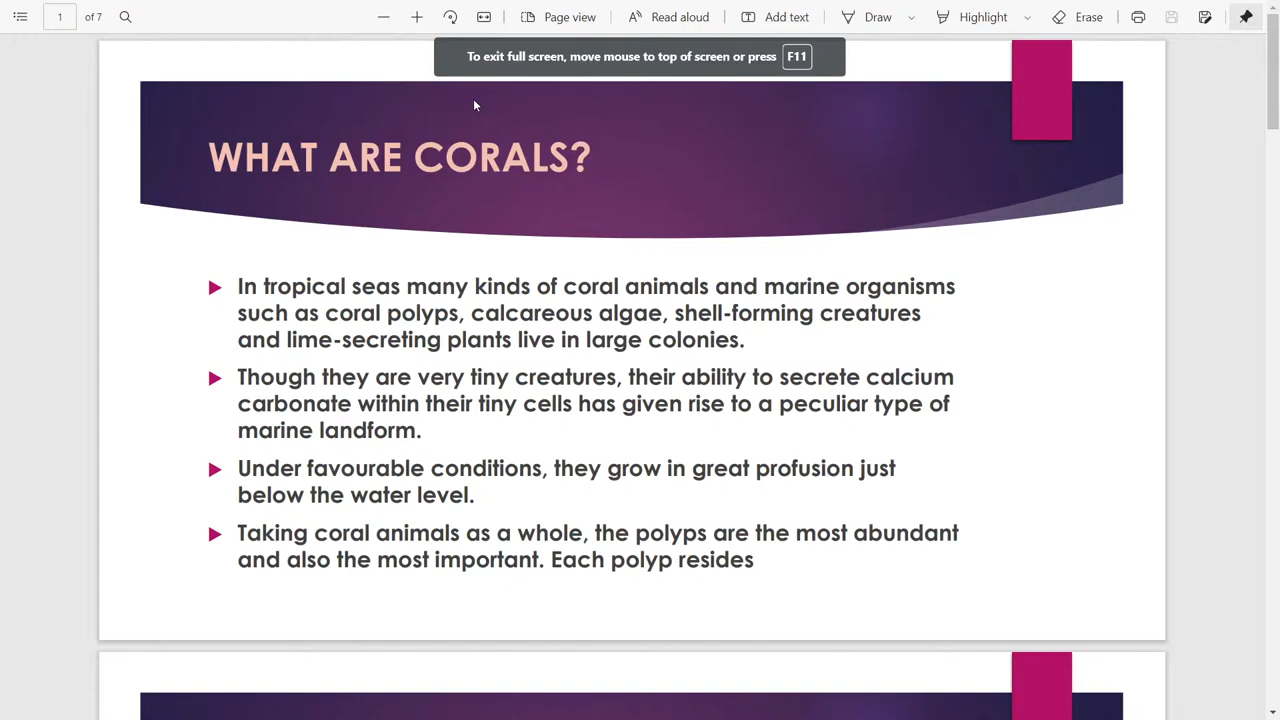 1 of 7 Page view Read aloud Add text Draw Highlight Erase
To exit full screen, move mouse to top of screen or press F11
WHAT ARE CORALS?
In tropical seas many kinds of coral animals and marine organisms
such as coral polyps, calcareous algae, shell-forming creatures
and lime-secreting plants live in large colonies.
Though they are very tiny creatures, their ability to secrete calcium
carbonate within their tiny cells has given rise to a peculiar type of
marine landform.
Under favourable conditions, they grow in great profusion just
below the water level.
Taking coral animals as a whole, the polyps are the most abundant
and also the most important. Each polyp resides